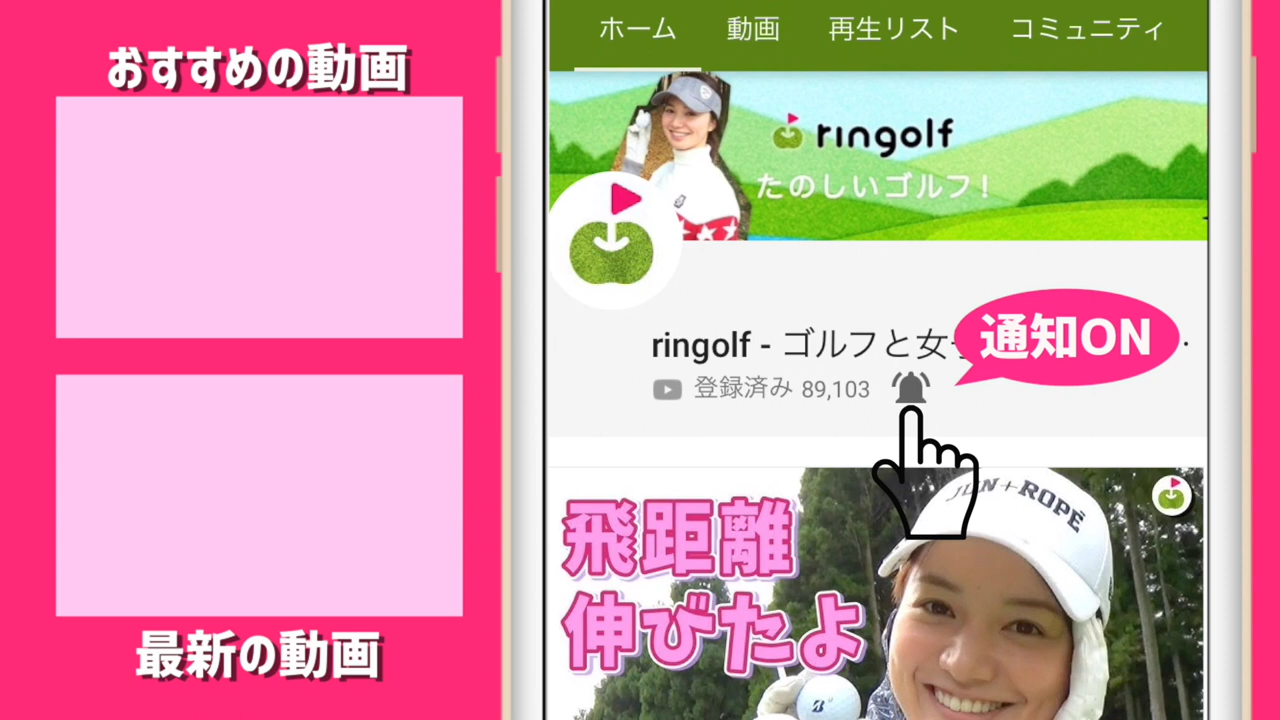 おすすめの動画
最新の動画
ホーム 動画 再生リスト コミュニティ
ringolf
たのしいゴルフ!
ringolf - ゴルフと女
通知ON
登録済み 89,103
飛距離
伸びたよ
JUN+ROPÉ
B